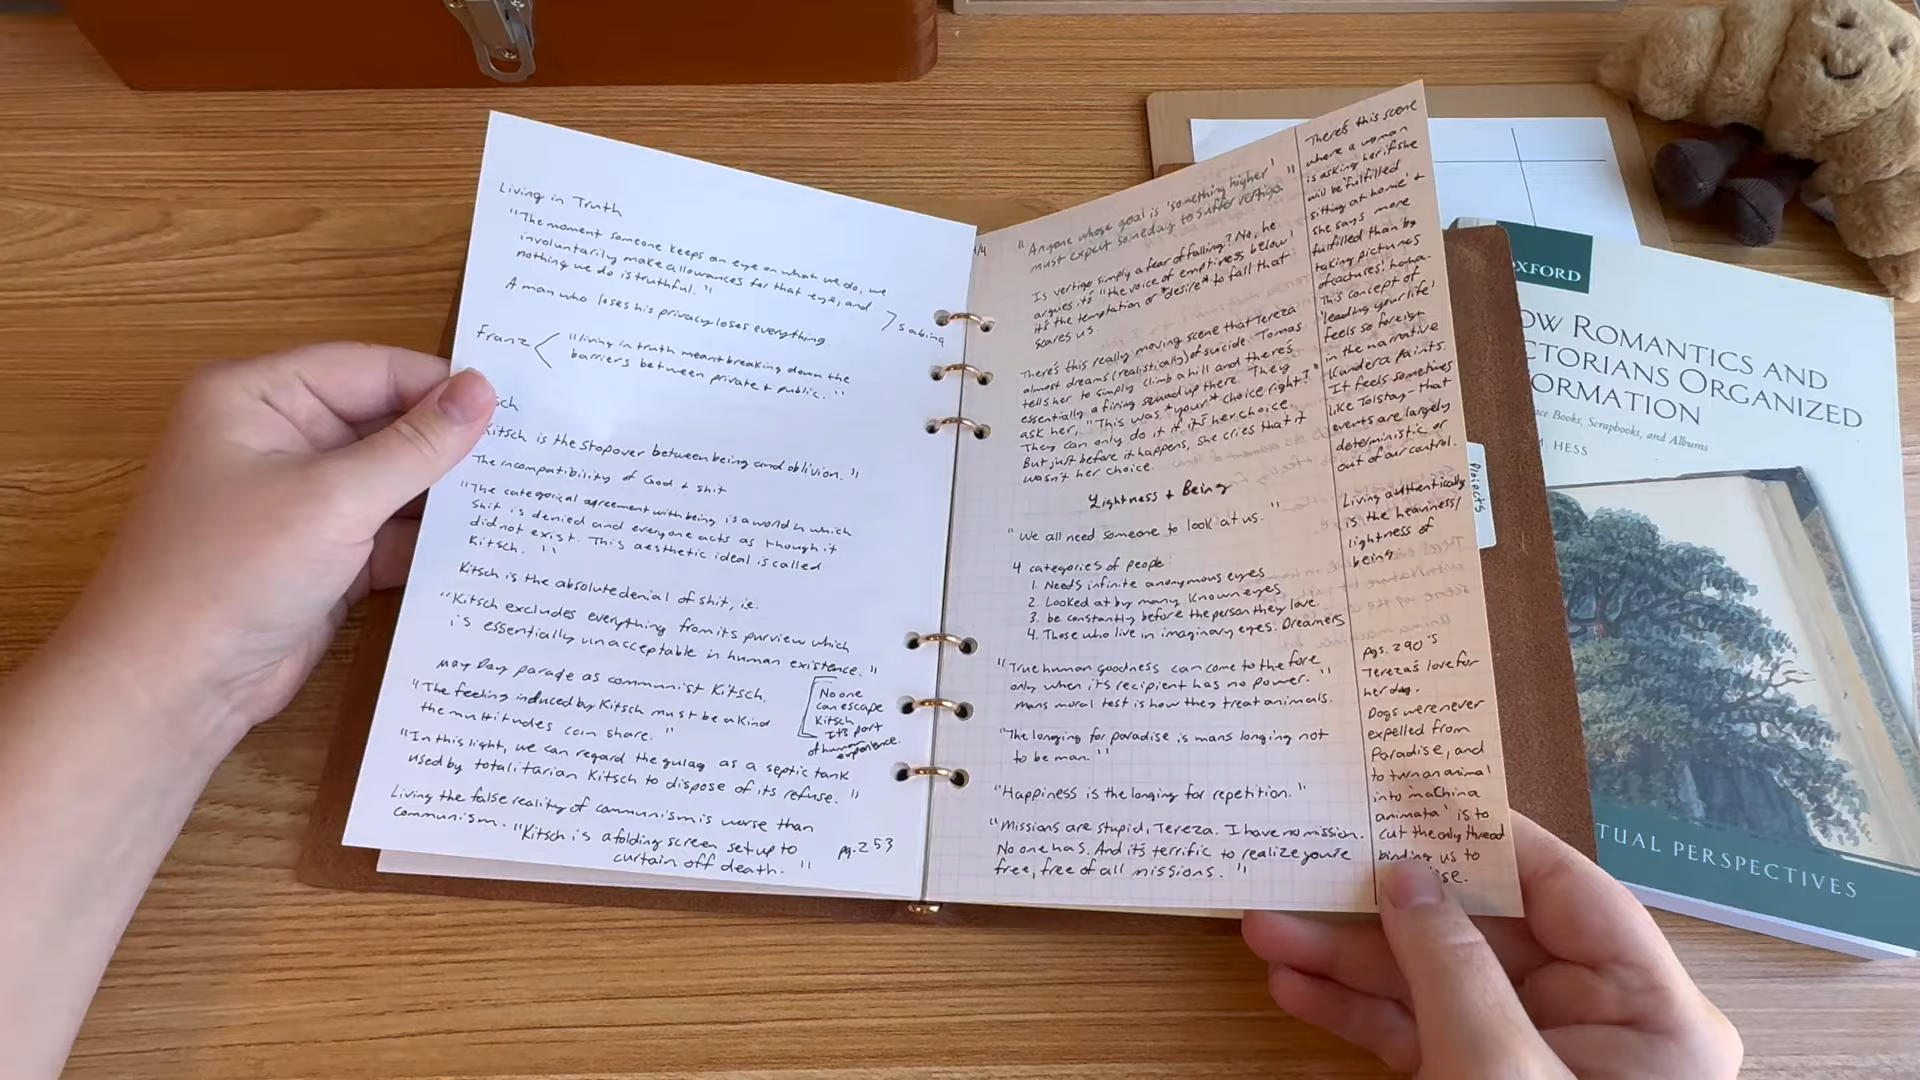 Living in Truth
"The moment someone keeps an eye on what we do, we
involuntarily make allowances for that eye, and
nothing we do is truthful."
A man who loses his privacy loses everything.
} sabina
Franz <
"living in truth meant breaking down the
barriers between private + public."
sch
Kitsch is the stopover between being and oblivion."
The incompatibility of God + shit
"The categorical agreement with being is a world in which
shit is denied and everyone acts as though it
did not exist. This aesthetic ideal is called
Kitsch."
Kitsch is the absolute denial of shit, ie.
"Kitsch excludes everything from its purview which
is essentially unacceptable in human existence."
May Day parade as communist Kitsch.
"The feeling induced by Kitsch must be a kind
the multitudes can share."
No one
can escape
Kitsch
Its part
of human
experience.
"In this light, we can regard the gulag as a septic tank
used by totalitarian Kitsch to dispose of its refuse."
Living the false reality of communism is worse than
communism. "Kitsch is a folding screen set up to
curtain off death."
pg. 253
"Anyone whose goal is 'something higher'
must expect someday to suffer vertigo."
Is vertigo simply a fear of falling? No, he
argues it's "the voice of emptiness below,"
it's the temptation or *desire* to fall that
scares us.
There's this really moving scene that Tereza
almost dreams (realistically) of suicide. Tomas
tells her to simply climb a hill and there's
essentially a firing squad up there. They
ask her, "This was *your* choice right?"
They can only do it if it's her choice.
But just before it happens, she cries that it
wasn't her choice.
Lightness + Being
"We all need someone to look at us."
4 categories of people:
1. Needs infinite anonymous eyes
2. Looked at by many known eyes
3. be constantly before the person they love.
4. Those who live in imaginary eyes. Dreamers
"True human goodness can come to the fore
only when its recipient has no power."
mans moral test is how they treat animals.
"The longing for paradise is mans longing not
to be man."
"Happiness is the longing for repetition."
"Missions are stupid, Tereza. I have no mission.
No one has. And it's terrific to realize you're
free, free of all missions."
There's this scene
where a woman
is asking her if she
will be 'fulfilled
sitting at home' +
she says more
fulfilled than by
taking pictures
of cactuses! haha.
This concept of
'leading your life'
feels so foreign
in the narrative
Kundera paints.
It feels sometimes
like Tolstoy - that
events are largely
deterministic or
out of our control.
Living authentically
is the heaviness/
lightness of
being
pgs. 290's
Tereza's love for
her dog.
Dogs were never
expelled from
Paradise, and
to turn an animal
into 'maChina
animata' is to
cut the only thread
binding us to
ise.
Projects
OXFORD
OW ROMANTICS AND
CTORIANS ORGANIZED
FORMATION
ace Books, Scrapbooks, and Albums
M. HESS
TUAL PERSPECTIVES